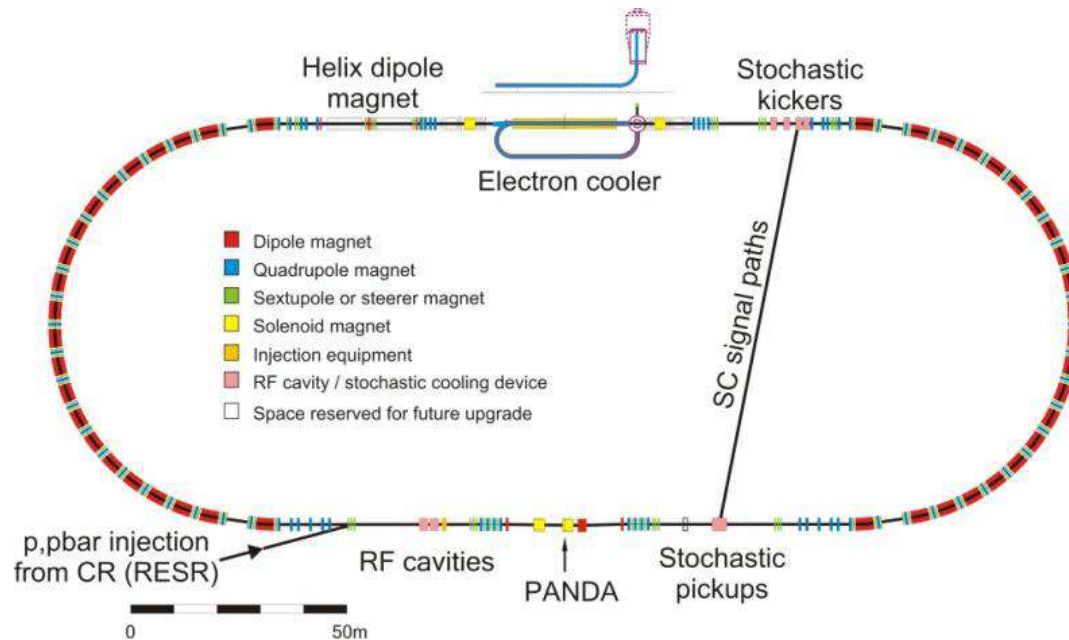 Helix dipole
magnet
Stochastic
kickers
Electron cooler
Dipole magnet
Quadrupole magnet
Sextupole or steerer magnet
Solenoid magnet
Injection equipment
RF cavity / stochastic cooling device
Space reserved for future upgrade
SC signal paths
p,pbar injection
from CR (RESR)
RF cavities
PANDA
Stochastic
pickups
0
50m